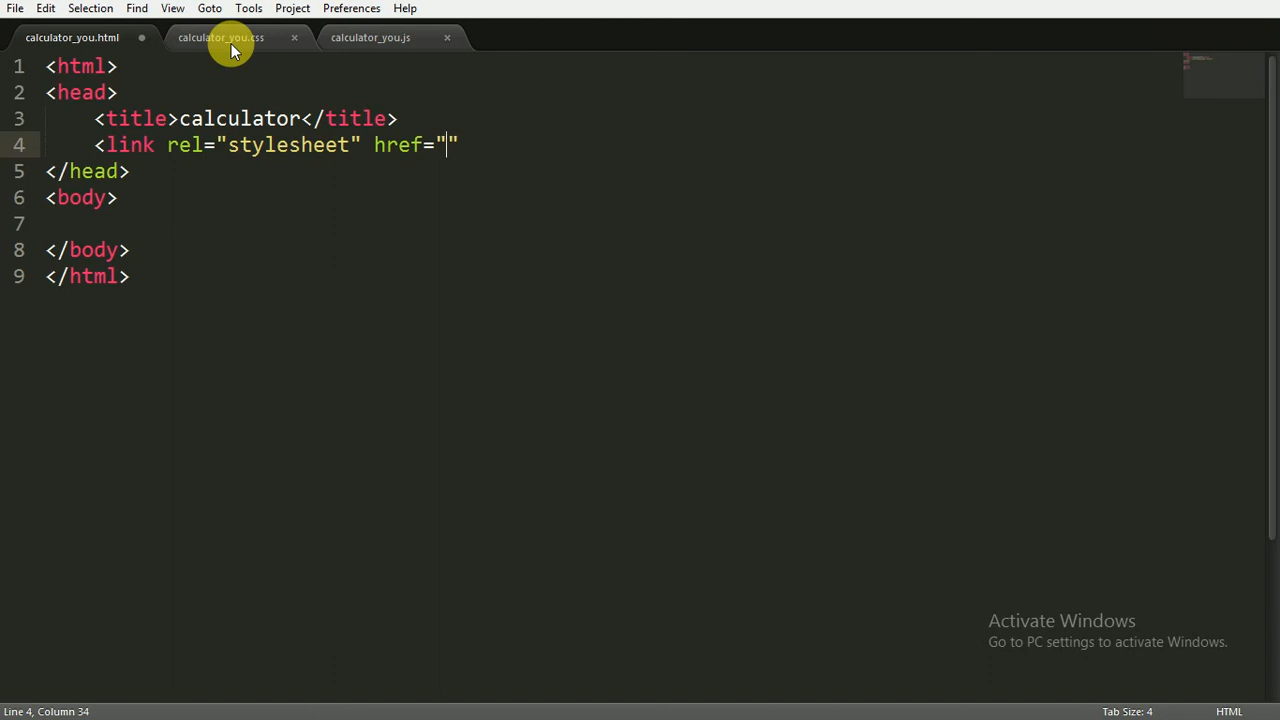 File Edit Selection Find View Goto Tools Project Preferences Help
calculator_you.html calculator_you.css × calculator_you.js ×
1 <html>
2 <head>
3 <title>calculator</title>
4 <link rel="stylesheet" href=""
5 </head>
6 <body>
7
8 </body>
9 </html>
Activate Windows
Go to PC settings to activate Windows.
Line 4, Column 34 Tab Size: 4 HTML